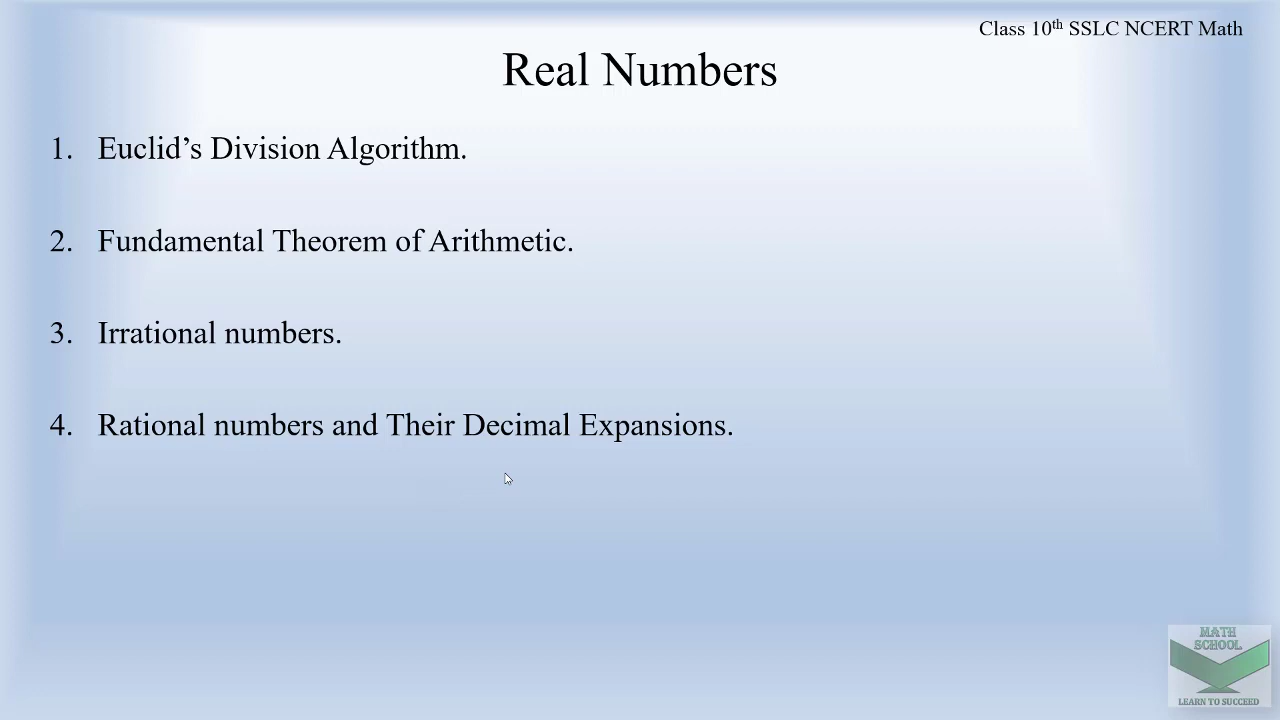 Class 10th SSLC NCERT Math
Real Numbers
1. Euclid’s Division Algorithm.
2. Fundamental Theorem of Arithmetic.
3. Irrational numbers.
4. Rational numbers and Their Decimal Expansions.
MATH
SCHOOL
LEARN TO SUCCEED